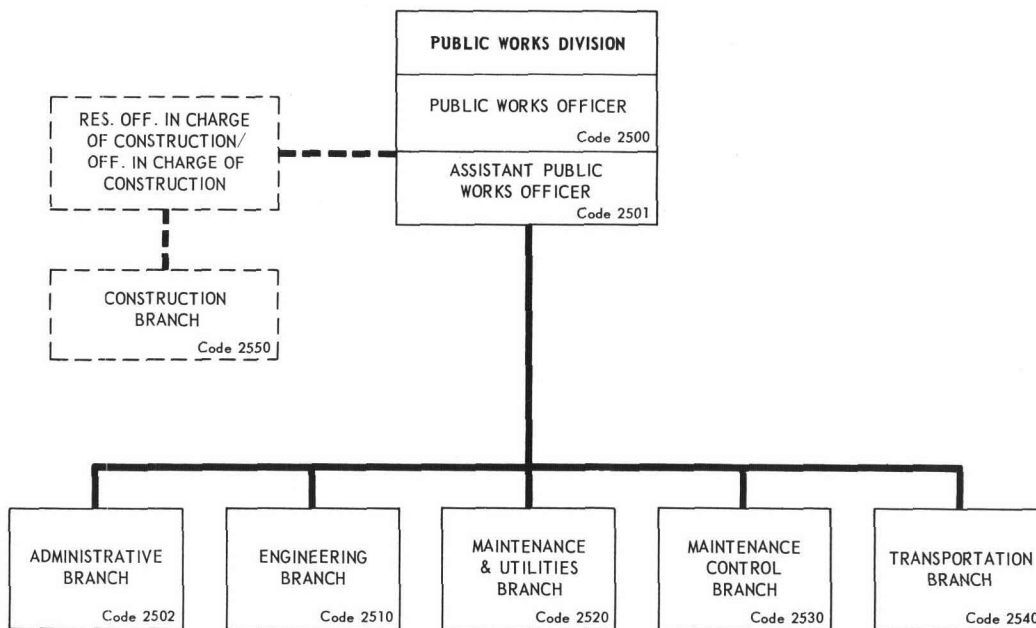 PUBLIC WORKS DIVISION
PUBLIC WORKS OFFICER
Code 2500
ASSISTANT PUBLIC
WORKS OFFICER
Code 2501
RES. OFF. IN CHARGE
OF CONSTRUCTION/
OFF. IN CHARGE OF
CONSTRUCTION
CONSTRUCTION
BRANCH
Code 2550
ADMINISTRATIVE
BRANCH
Code 2502
ENGINEERING
BRANCH
Code 2510
MAINTENANCE
& UTILITIES
BRANCH
Code 2520
MAINTENANCE
CONTROL
BRANCH
Code 2530
TRANSPORTATION
BRANCH
Code 2540